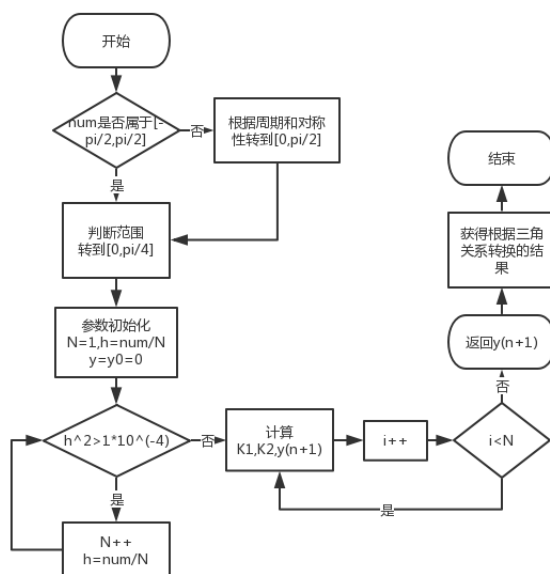 开始
num是否属于[-
pi/2,pi/2]
否
根据周期和对称
性转到[0,pi/2]
是
判断范围
转到[0,pi/4]
参数初始化
N=1,h=num/N
y=y0=0
h^2>1*10^(-4)
否
是
N++
h=num/N
计算
K1,K2,y(n+1)
i++
i<N
是
否
返回y(n+1)
获得根据三角
关系转换的结
果
结束